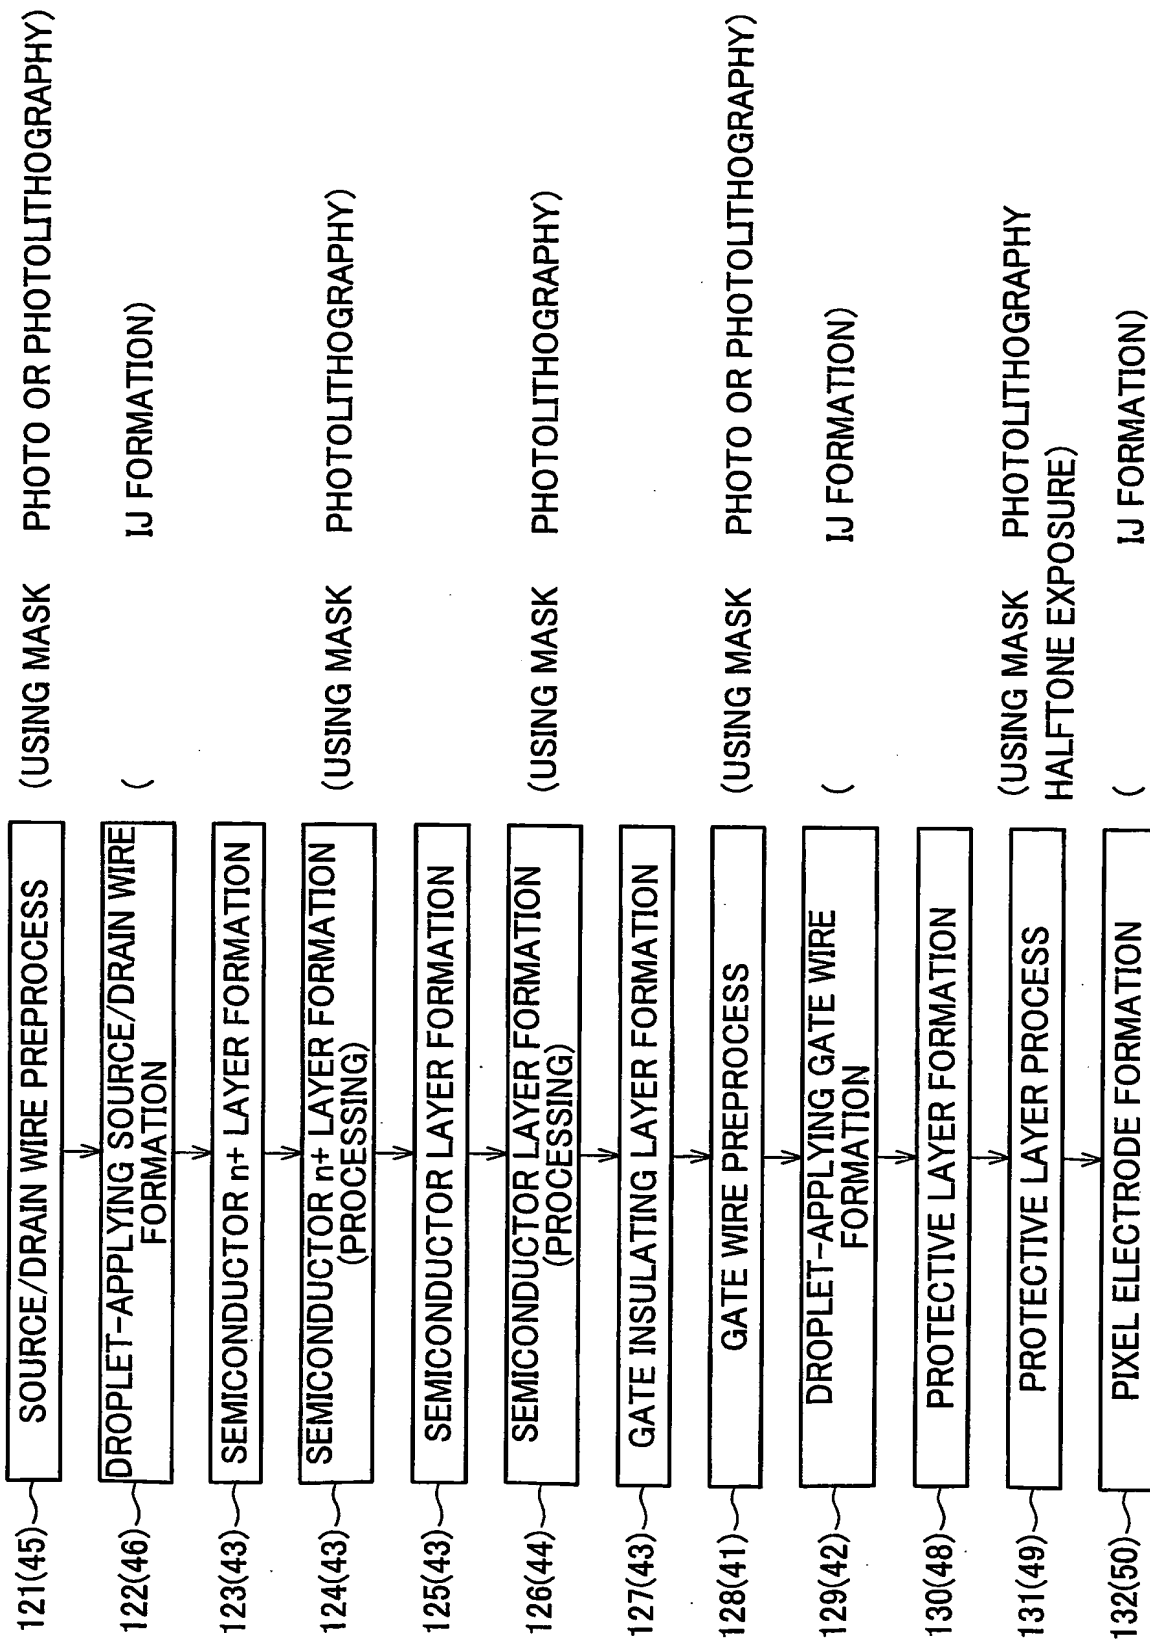 121(45) SOURCE/DRAIN WIRE PREPROCESS (USING MASK PHOTO OR PHOTOLITHOGRAPHY)
122(46) DROPLET-APPLYING SOURCE/DRAIN WIRE ( IJ FORMATION)
FORMATION
123(43) SEMICONDUCTOR n+ LAYER FORMATION
124(43) SEMICONDUCTOR n+ LAYER FORMATION (USING MASK PHOTOLITHOGRAPHY)
(PROCESSING)
125(43) SEMICONDUCTOR LAYER FORMATION
126(44) SEMICONDUCTOR LAYER FORMATION (USING MASK PHOTOLITHOGRAPHY)
(PROCESSING)
127(43) GATE INSULATING LAYER FORMATION
128(41) GATE WIRE PREPROCESS (USING MASK PHOTO OR PHOTOLITHOGRAPHY)
129(42) DROPLET-APPLYING GATE WIRE ( IJ FORMATION)
FORMATION
130(48) PROTECTIVE LAYER FORMATION
131(49) PROTECTIVE LAYER PROCESS (USING MASK PHOTOLITHOGRAPHY
HALFTONE EXPOSURE)
132(50) PIXEL ELECTRODE FORMATION ( IJ FORMATION)